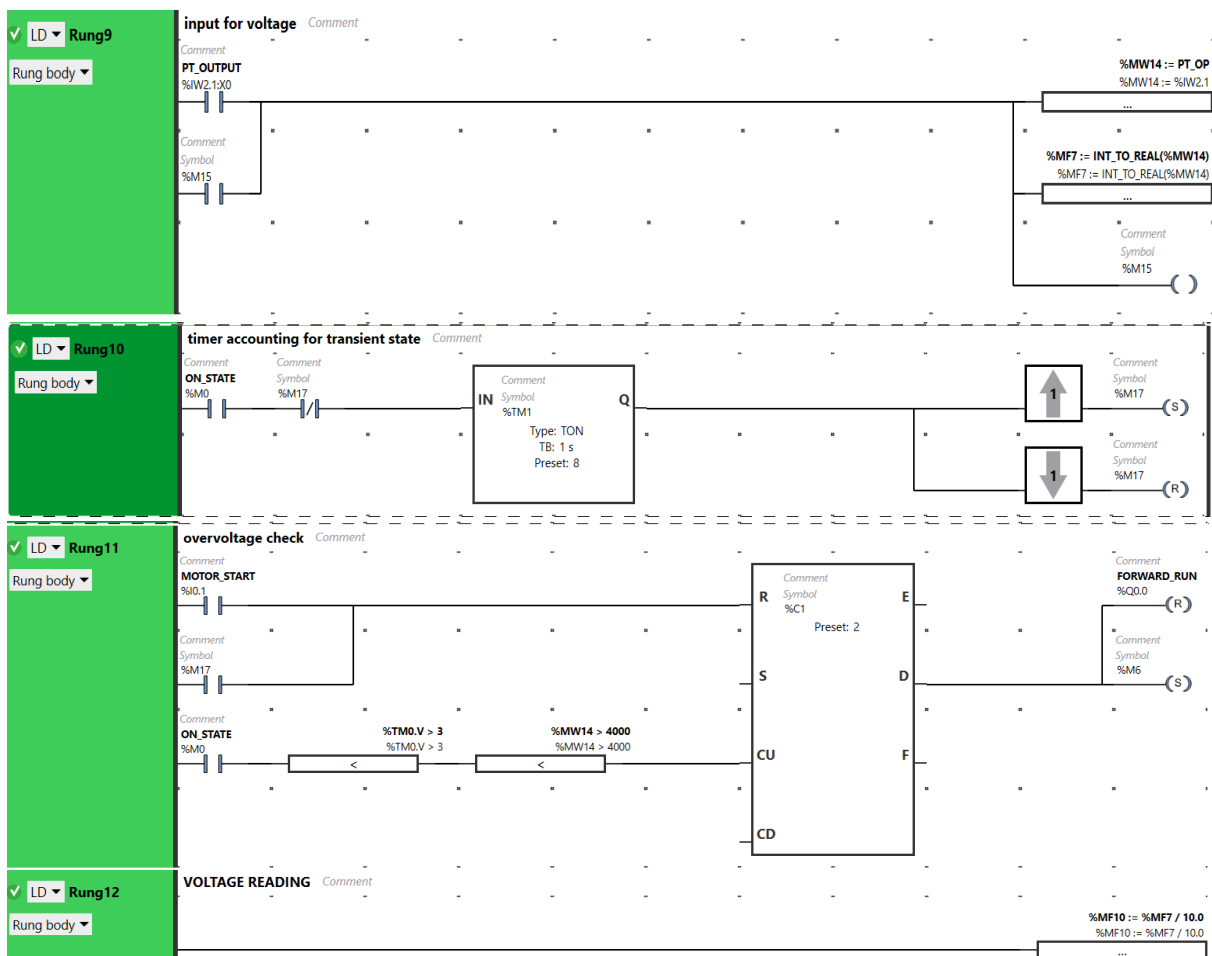 LD Rung9
Rung body
input for voltage Comment
Comment
PT_OUTPUT
%IW2.1:X0
%MW14 := PT_OP
%MW14 := %IW2.1
...
Comment
Symbol
%M15
%MF7 := INT_TO_REAL(%MW14)
%MF7 := INT_TO_REAL(%MW14)
...
Comment
Symbol
%M15
LD Rung10
Rung body
timer accounting for transient state Comment
Comment Comment Comment Comment
ON_STATE Symbol Symbol Symbol
%M0 %M17 IN %TM1 Q 1 %M17
S
Type: TON
TB: 1 s
Preset: 8
Comment
Symbol
1 %M17
R
LD Rung11
Rung body
overvoltage check Comment
Comment
MOTOR_START
%I0.1
Comment
R Symbol E
%C1
Preset: 2
Comment
FORWARD_RUN
%Q0.0
R
Comment
Symbol
%M17
S D
Comment
Symbol
%M6
S
Comment
ON_STATE
%M0
%TM0.V > 3
%TM0.V > 3
<
%MW14 > 4000
%MW14 > 4000
<
CU F
CD
LD Rung12
Rung body
VOLTAGE READING Comment
%MF10 := %MF7 / 10.0
%MF10 := %MF7 / 10.0
...